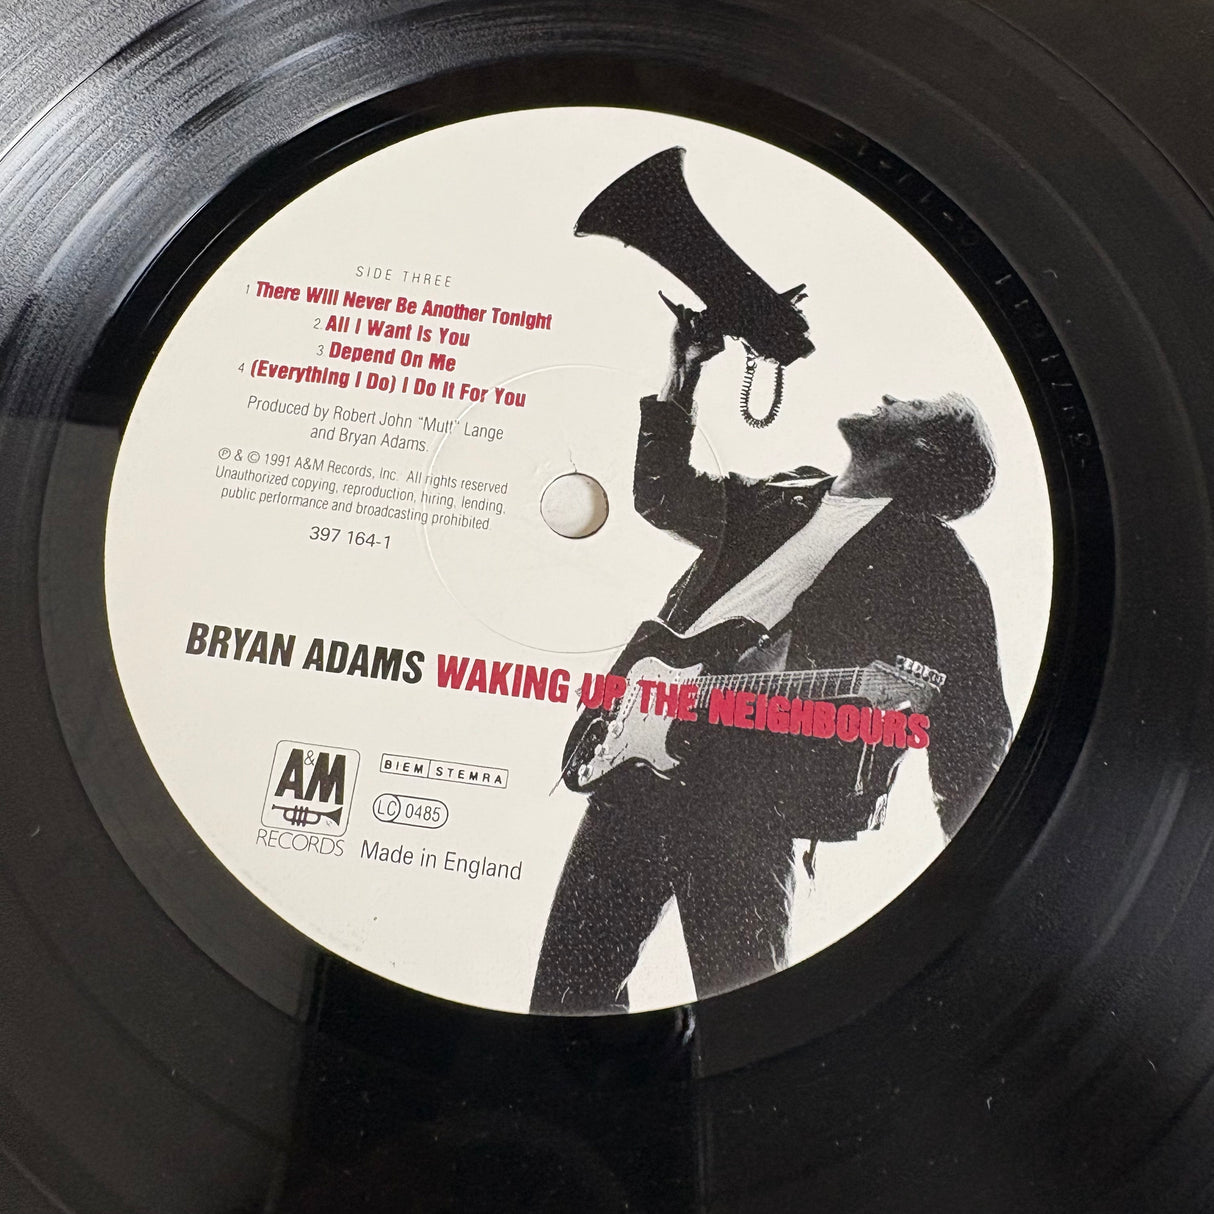 SIDE THREE
1 There Will Never Be Another Tonight
2. All I Want Is You
3 Depend On Me
4 (Everything I Do) I Do It For You
Produced by Robert John "Mutt" Lange
and Bryan Adams.
℗ & © 1991 A&M Records, Inc. All rights reserved
Unauthorized copying, reproduction, hiring, lending,
public performance and broadcasting prohibited.
397 164-1
BRYAN ADAMS WAKING UP THE NEIGHBOURS
A&M
RECORDS
BIEM STEMRA
LC 0485
Made in England